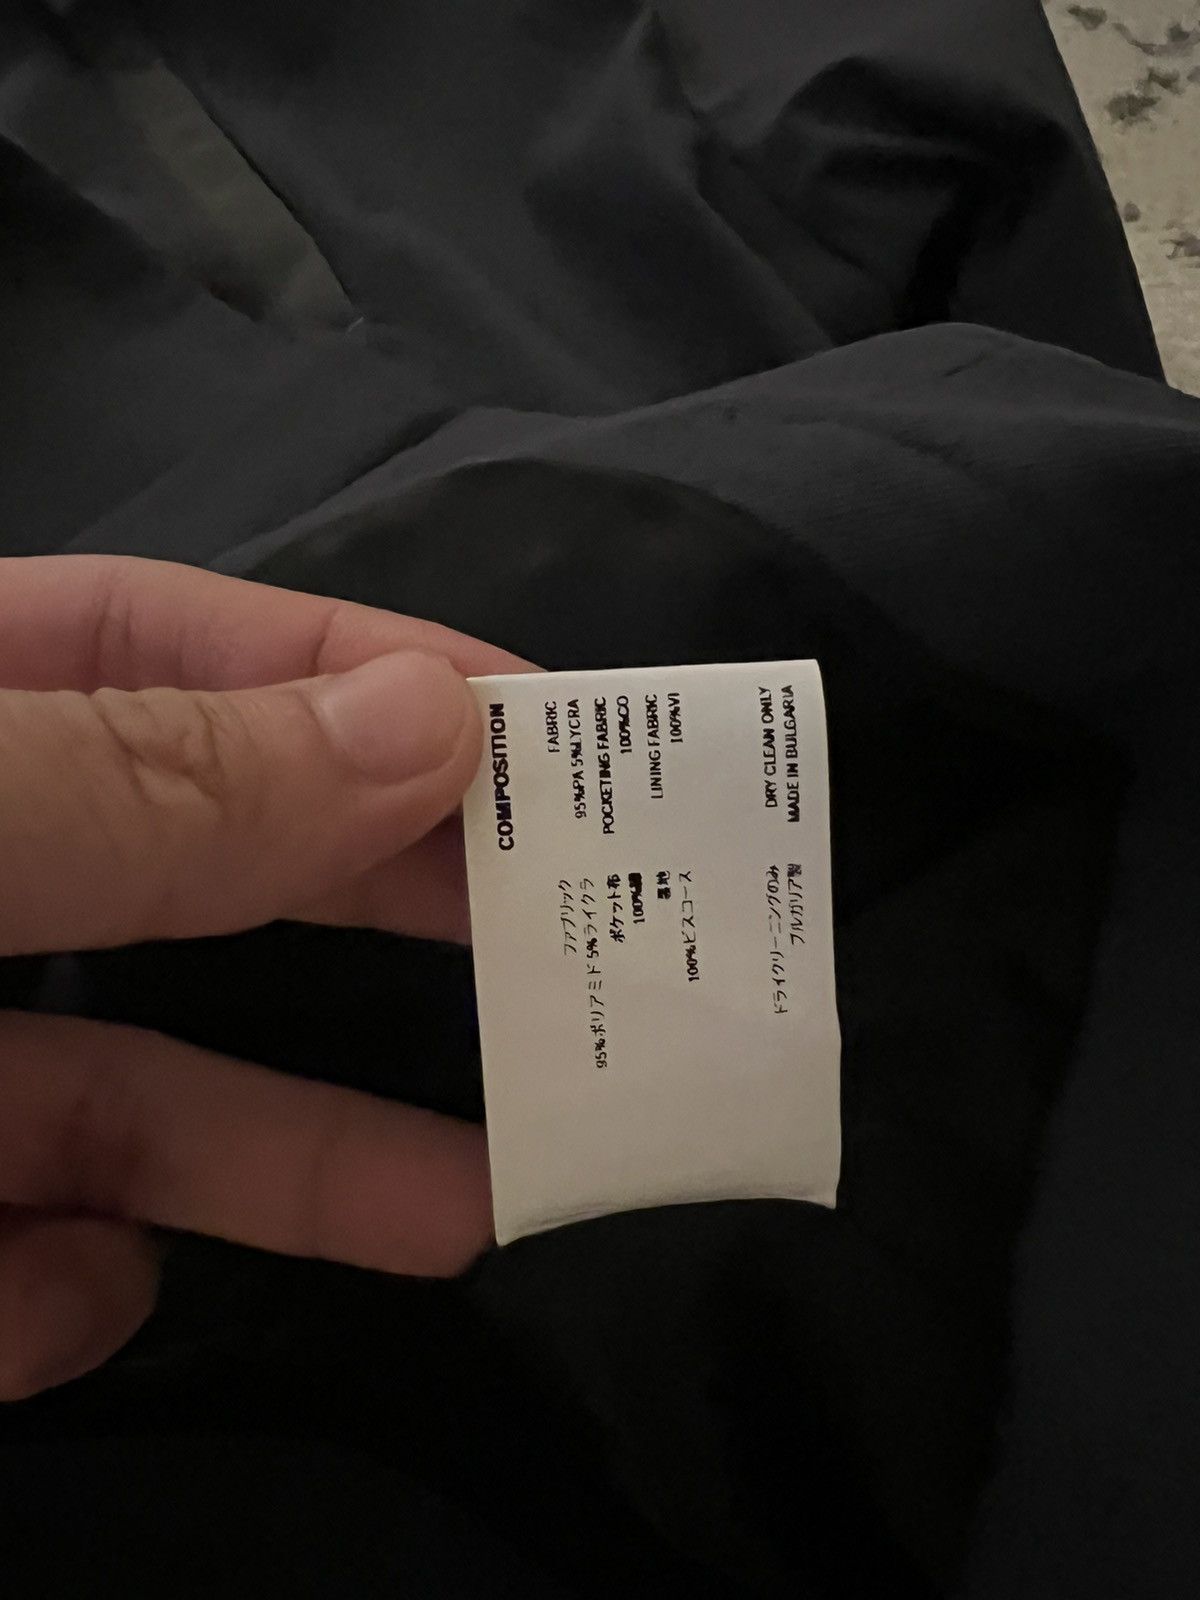 COMPOSITION
FABRIC
95%PA 5%LYCRA
POCKETING FABRIC
100%CO
LINING FABRIC
100%VI
DRY CLEAN ONLY
MADE IN BULGARIA
ファブリック
95%ポリアミド 5%ライクラ
ポケット布
100%綿
裏地
100%ビスコース
ドライクリーニングのみ
ブルガリア製